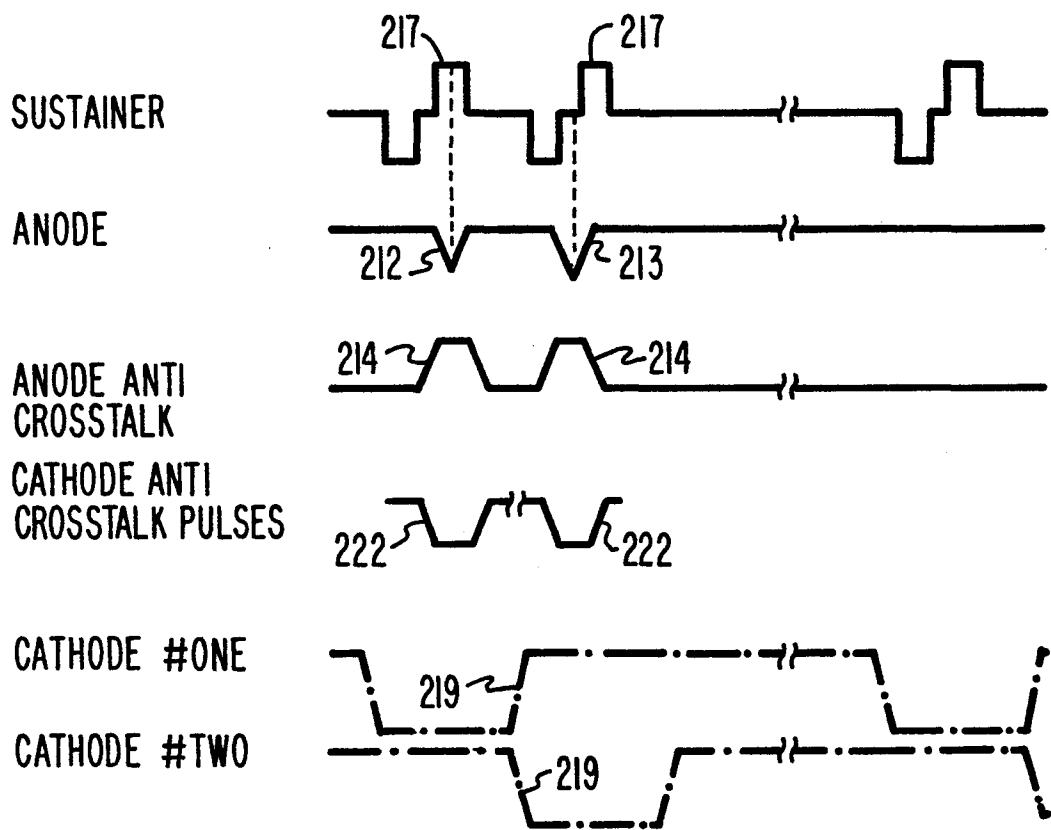 217 217
SUSTAINER
ANODE
212 213
214 214
ANODE ANTI
CROSSTALK
CATHODE ANTI
CROSSTALK PULSES
222 222
CATHODE #ONE
219
CATHODE #TWO
219